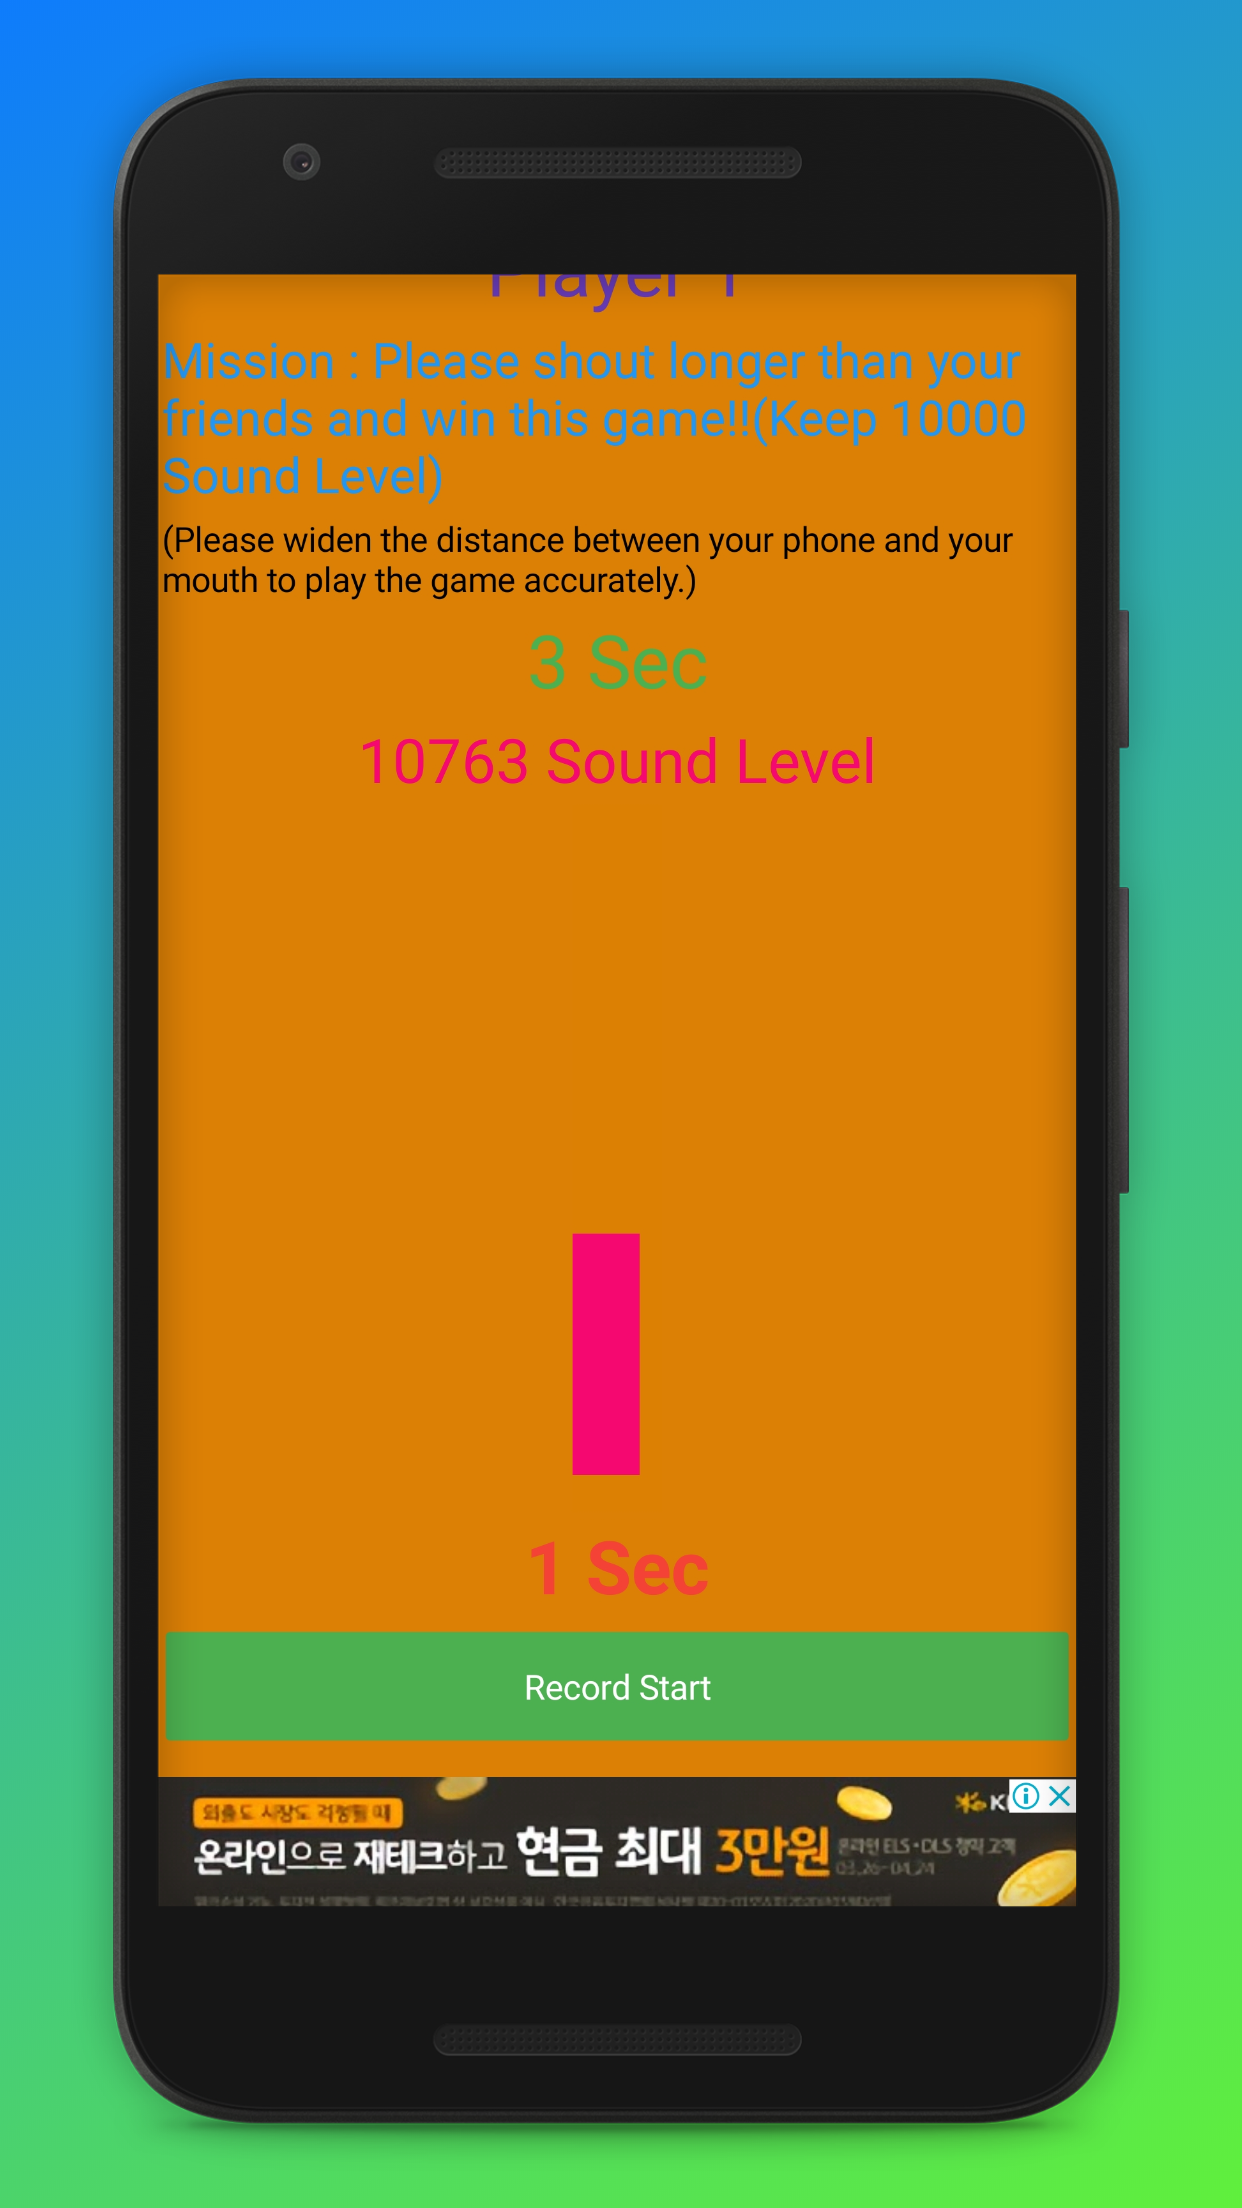 Player 1
Mission : Please shout longer than your
friends and win this game!!(Keep 10000
Sound Level)
(Please widen the distance between your phone and your
mouth to play the game accurately.)
3 Sec
10763 Sound Level
1 Sec
Record Start
외출도 시장도 걱정될 때
온라인으로 재테크하고 현금 최대 3만원
온라인 ELS·DLS 청약 고객
03.26~04.24